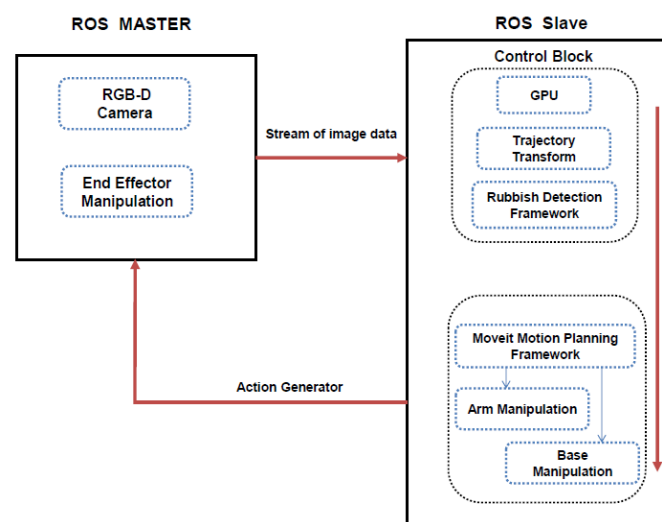 ROS MASTER
RGB-D
Camera
End Effector
Manipulation
Stream of image data
Action Generator
ROS Slave
Control Block
GPU
Trajectory
Transform
Rubbish Detection
Framework
Moveit Motion Planning
Framework
Arm Manipulation
Base
Manipulation